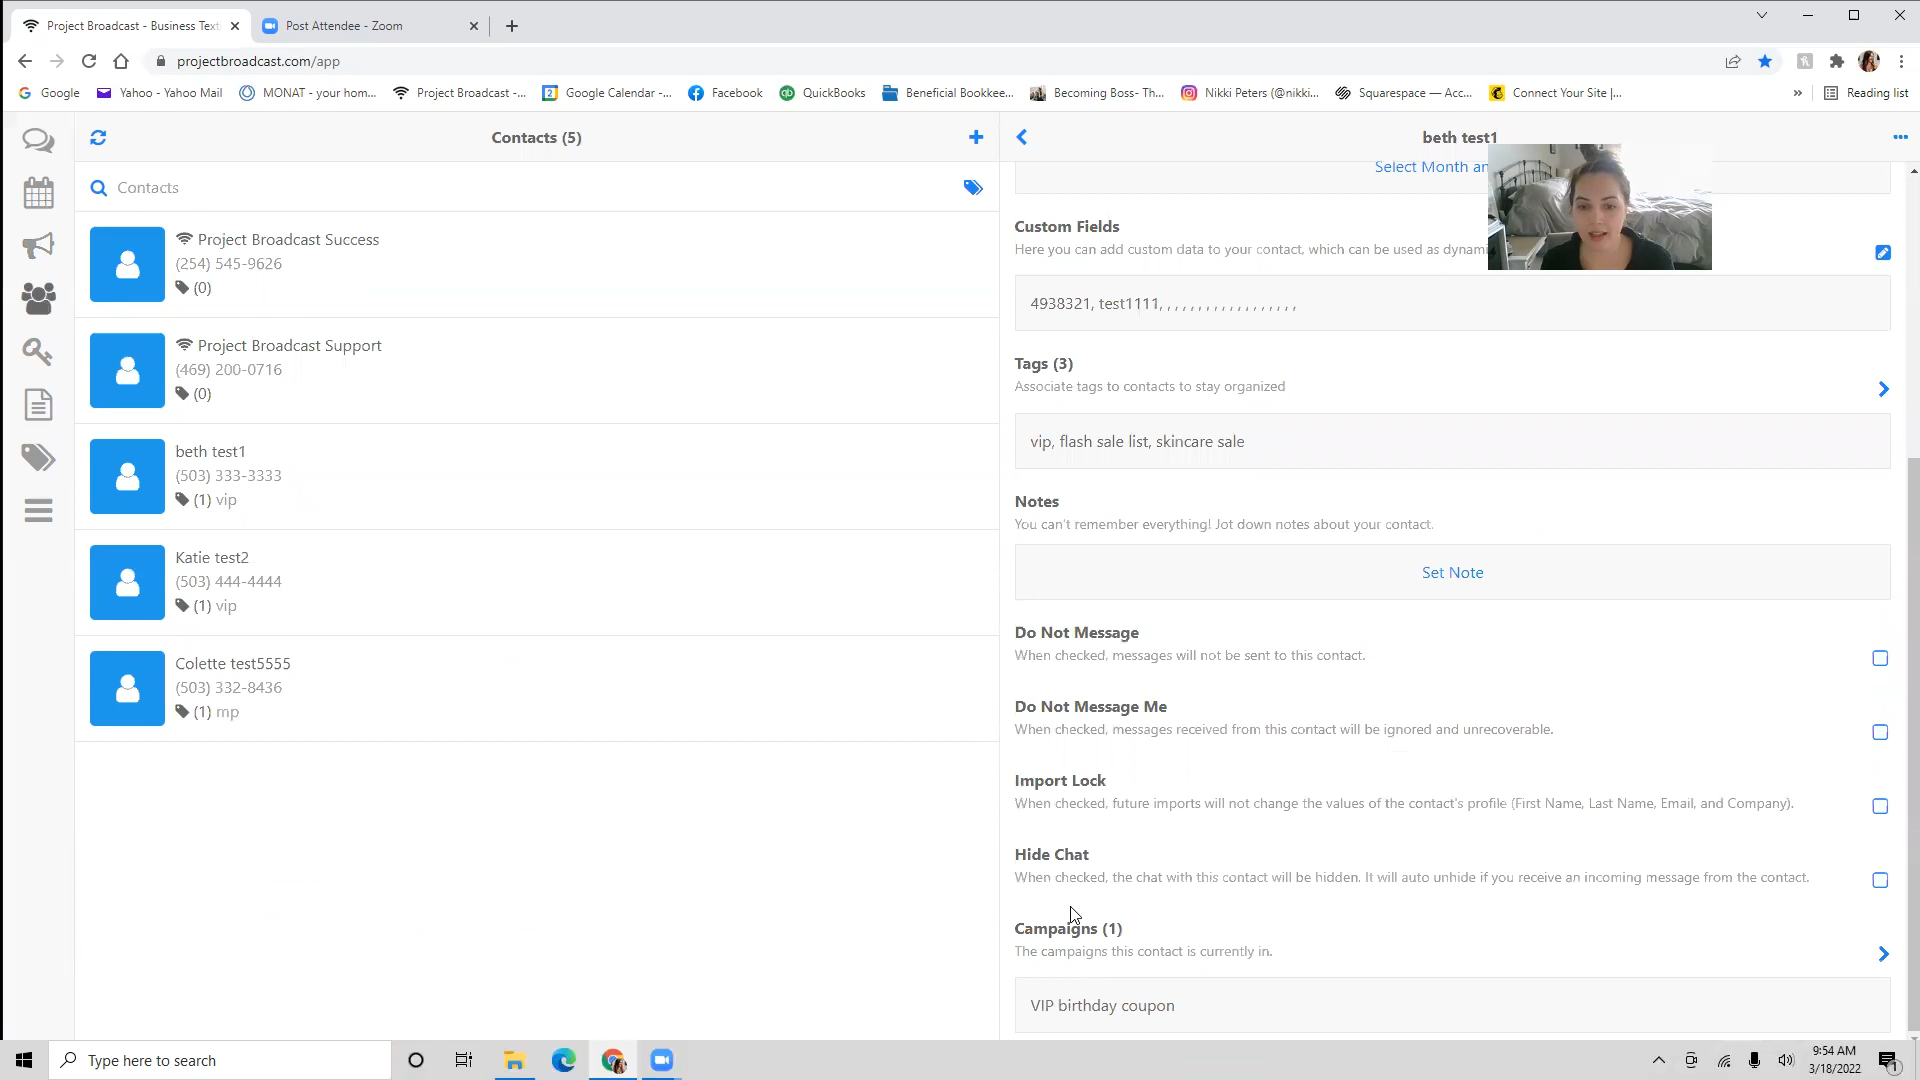 Project Broadcast - Business Texti
Post Attendee - Zoom
projectbroadcast.com/app
Google
Yahoo - Yahoo Mail
MONAT - your hom...
Project Broadcast -...
Google Calendar -...
Facebook
QuickBooks
Beneficial Bookkee...
Becoming Boss- Th...
Nikki Peters (@nikki...
Squarespace — Acc...
Connect Your Site |...
»
Reading list
Contacts (5)
Contacts
Project Broadcast Success
(254) 545-9626
(0)
Project Broadcast Support
(469) 200-0716
(0)
beth test1
(503) 333-3333
(1) vip
Katie test2
(503) 444-4444
(1) vip
Colette test5555
(503) 332-8436
(1) mp
beth test1
Select Month an
Custom Fields
Here you can add custom data to your contact, which can be used as dynami
4938321, test1111, , , , , , , , , , , , , , , , , ,
Tags (3)
Associate tags to contacts to stay organized
vip, flash sale list, skincare sale
Notes
You can't remember everything! Jot down notes about your contact.
Set Note
Do Not Message
When checked, messages will not be sent to this contact.
Do Not Message Me
When checked, messages received from this contact will be ignored and unrecoverable.
Import Lock
When checked, future imports will not change the values of the contact's profile (First Name, Last Name, Email, and Company).
Hide Chat
When checked, the chat with this contact will be hidden. It will auto unhide if you receive an incoming message from the contact.
Campaigns (1)
The campaigns this contact is currently in.
VIP birthday coupon
Type here to search
9:54 AM
3/18/2022
1